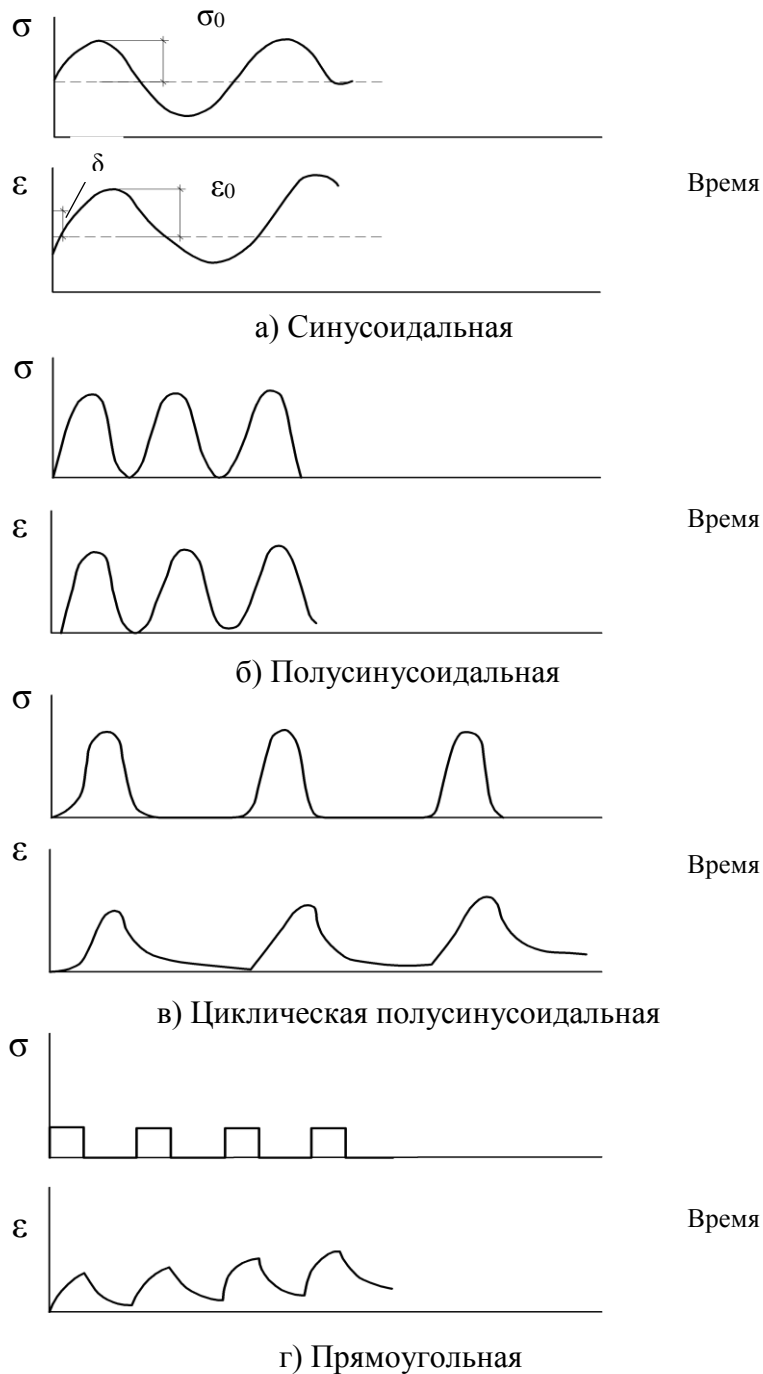 σ
σ0
δ
ε
ε0
Время
а) Синусоидальная
σ
ε
Время
б) Полусинусоидальная
σ
ε
Время
в) Циклическая полусинусоидальная
σ
ε
Время
г) Прямоугольная